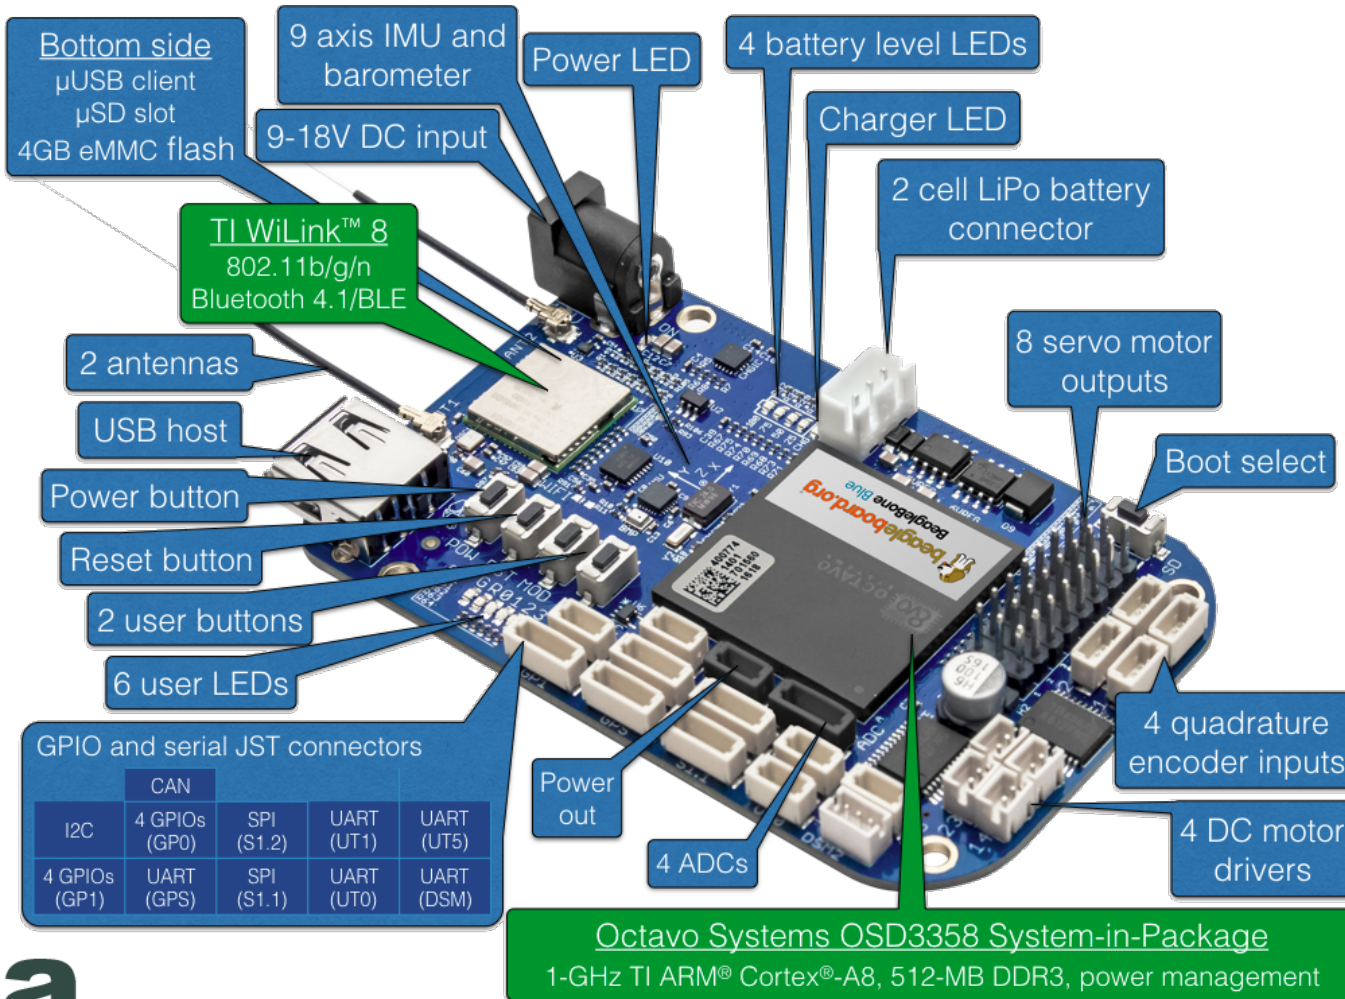 Bottom side
µUSB client
µSD slot
4GB eMMC flash
9 axis IMU and
barometer
Power LED
4 battery level LEDs
9-18V DC input
Charger LED
2 cell LiPo battery
connector
TI WiLink™ 8
802.11b/g/n
Bluetooth 4.1/BLE
8 servo motor
outputs
2 antennas
USB host
Boot select
Power button
Reset button
2 user buttons
6 user LEDs
beagleboard.org
BeagleBone Blue
400774
1401
701660
1618
OCTAVO
GPIO and serial JST connectors
CAN
I2C
4 GPIOs
(GP0)
SPI
(S1.2)
UART
(UT1)
UART
(UT5)
4 GPIOs
(GP1)
UART
(GPS)
SPI
(S1.1)
UART
(UT0)
UART
(DSM)
Power
out
4 ADCs
4 quadrature
encoder inputs
4 DC motor
drivers
Octavo Systems OSD3358 System-in-Package
1-GHz TI ARM® Cortex®-A8, 512-MB DDR3, power management
a